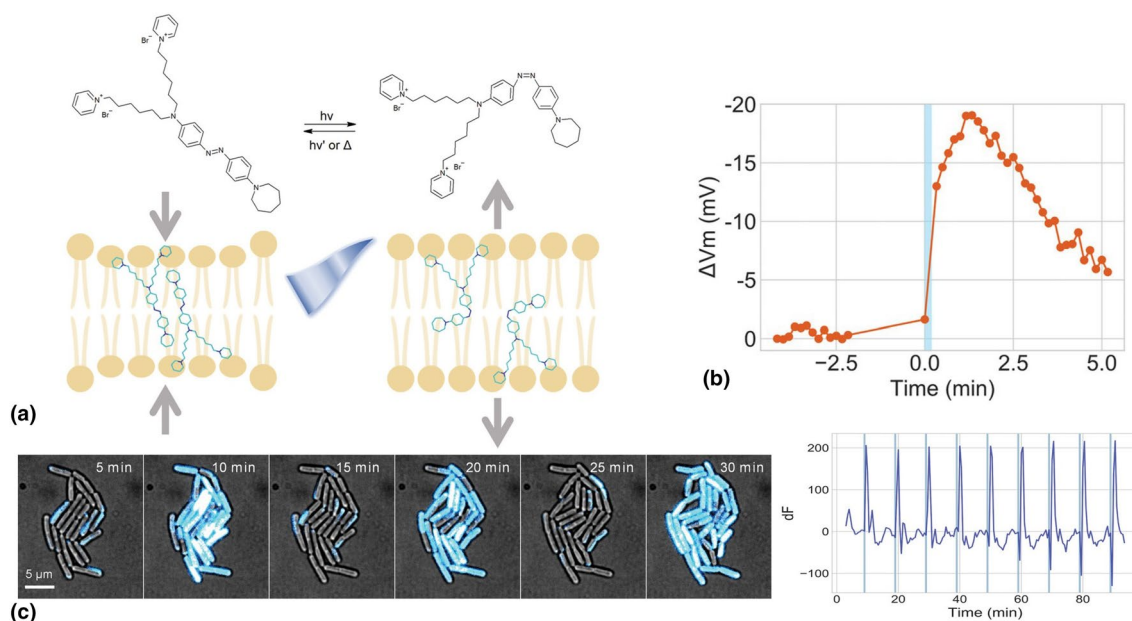 N+
Br⁻
N+
Br⁻
N
N=N
N
hν
hν' or Δ
N=N
N+
Br⁻
N
N
N+
Br⁻
(a)
-20
-15
-10
-5
0
ΔVm (mV)
−2.5
0.0
2.5
5.0
Time (min)
(b)
5 min
10 min
15 min
20 min
25 min
30 min
5 µm
(c)
200
100
0
−100
dF
0
20
40
60
80
Time (min)